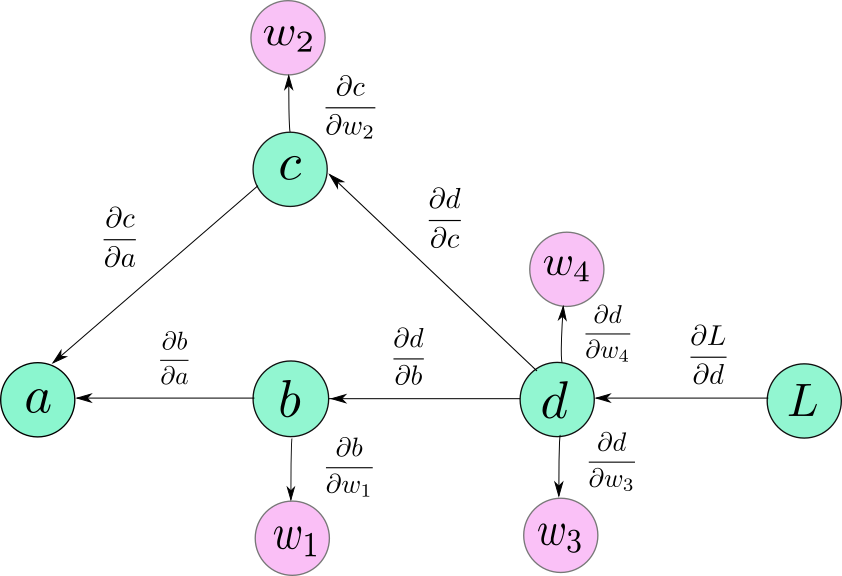 w₂
∂c/∂w₂
c
∂c/∂a
∂d/∂c
w₄
∂d/∂w₄
∂b/∂a
∂d/∂b
∂L/∂d
a
b
d
L
∂b/∂w₁
∂d/∂w₃
w₁
w₃